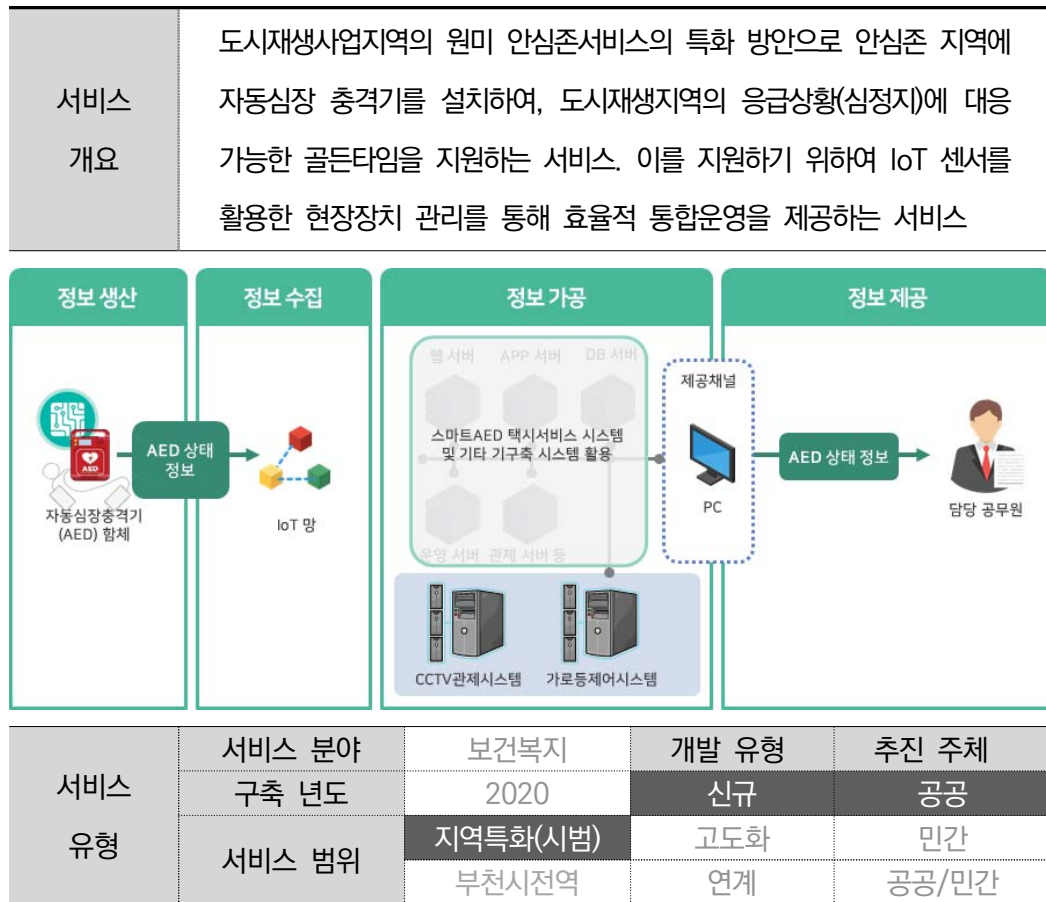 서비스
개요
도시재생사업지역의 원미 안심존서비스의 특화 방안으로 안심존 지역에
자동심장 충격기를 설치하여, 도시재생지역의 응급상황(심정지)에 대응
가능한 골든타임을 지원하는 서비스. 이를 지원하기 위하여 IoT 센서를
활용한 현장장치 관리를 통해 효율적 통합운영을 제공하는 서비스
정보 생산
정보 수집
정보 가공
정보 제공
AED
자동심장충격기
(AED) 함체
AED 상태
정보
IoT 망
웹 서버
APP 서버
DB 서버
스마트AED 택시서비스 시스템
및 기타 기구축 시스템 활용
운영 서버
관제 서버 등
CCTV관제시스템
가로등제어시스템
제공채널
PC
AED 상태 정보
담당 공무원
서비스
유형
서비스 분야
보건복지
개발 유형
추진 주체
구축 년도
2020
신규
공공
서비스 범위
지역특화(시범)
고도화
민간
부천시전역
연계
공공/민간